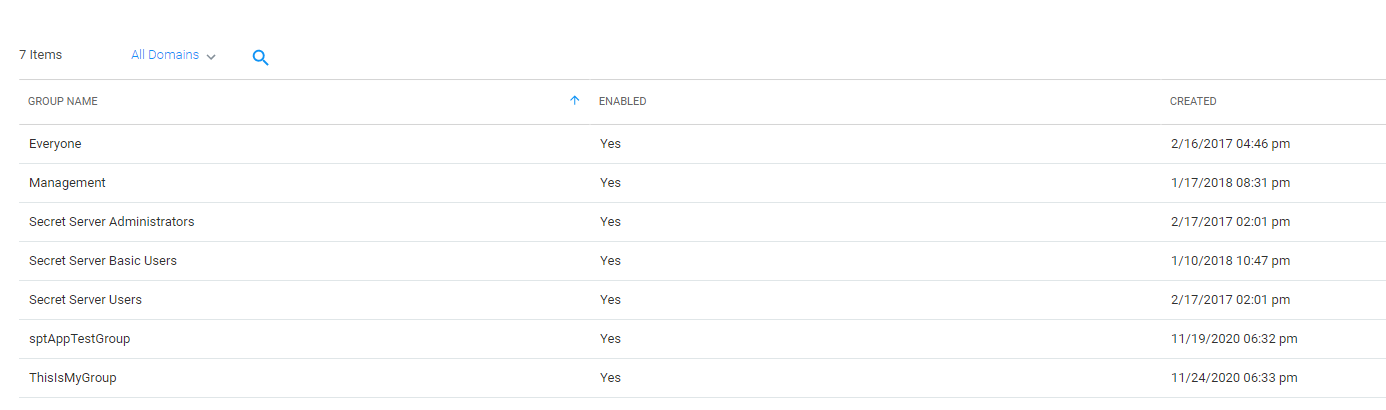 7 Items All Domains
GROUP NAME ENABLED CREATED
Everyone Yes 2/16/2017 04:46 pm
Management Yes 1/17/2018 08:31 pm
Secret Server Administrators Yes 2/17/2017 02:01 pm
Secret Server Basic Users Yes 1/10/2018 10:47 pm
Secret Server Users Yes 2/17/2017 02:01 pm
sptAppTestGroup Yes 11/19/2020 06:32 pm
ThisIsMyGroup Yes 11/24/2020 06:33 pm